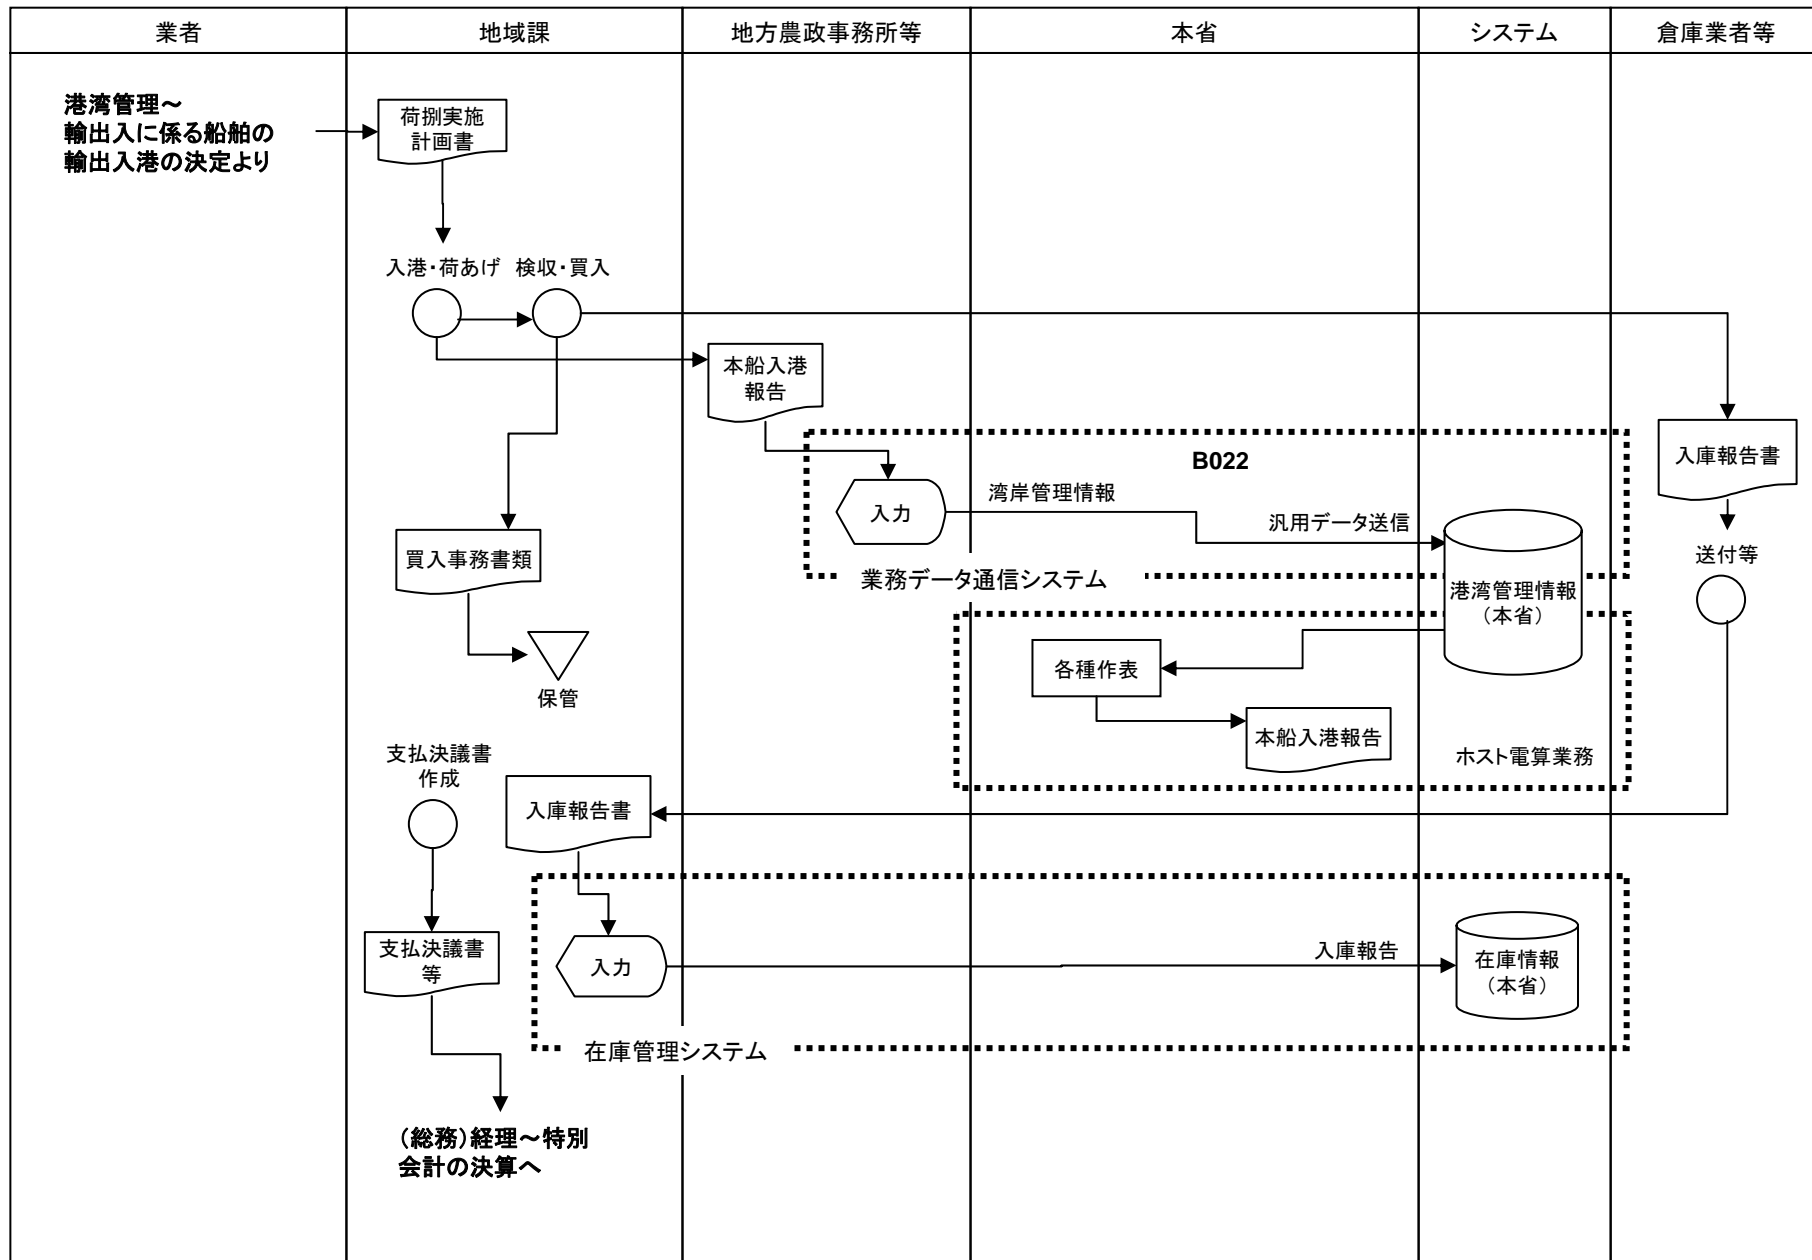 業者
地域課
地方農政事務所等
本省
システム
倉庫業者等
港湾管理～
輸出入に係る船舶の
輸出入港の決定より
荷捌実施
計画書
入港・荷あげ
検収・買入
本船入港
報告
B022
入庫報告書
入力
湾岸管理情報
汎用データ送信
買入事務書類
送付等
業務データ通信システム
港湾管理情報
（本省）
各種作表
保管
本船入港報告
ホスト電算業務
支払決議書
作成
入庫報告書
支払決議書
等
入力
入庫報告
在庫情報
（本省）
在庫管理システム
（総務）経理～特別
会計の決算へ